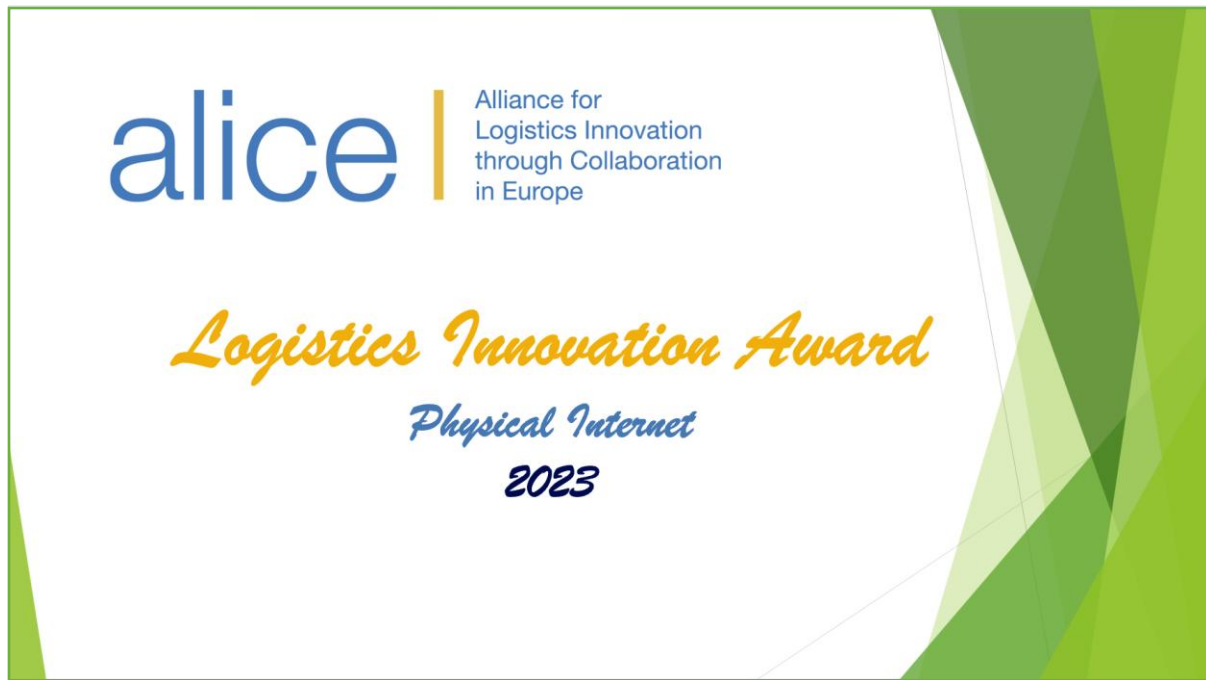 alice
Alliance for
Logistics Innovation
through Collaboration
in Europe
Logistics Innovation Award
Physical Internet
2023